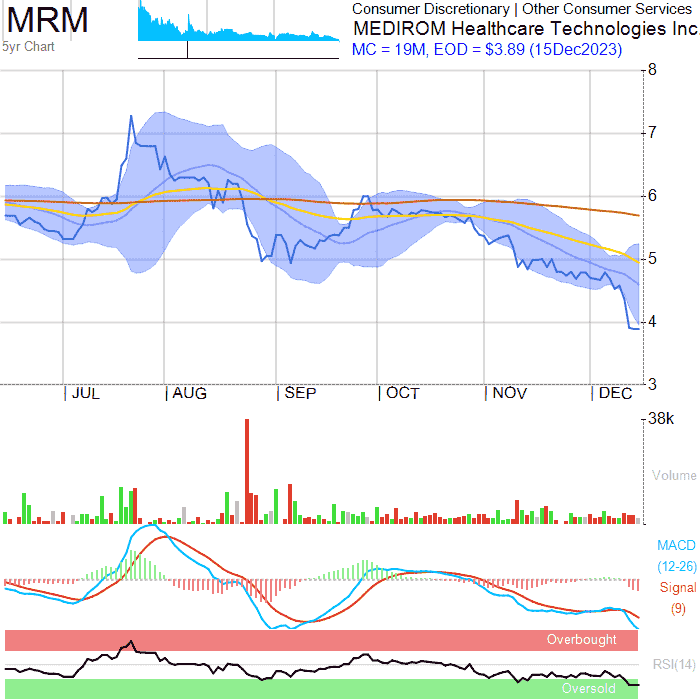 MRM
5yr Chart
Consumer Discretionary | Other Consumer Services
MEDIROM Healthcare Technologies Inc
MC = 19M, EOD = $3.89 (15Dec2023)
8
7
6
5
4
3
JUL
AUG
SEP
OCT
NOV
DEC
38k
Volume
MACD
(12-26)
Signal
(9)
Overbought
RSI(14)
Oversold